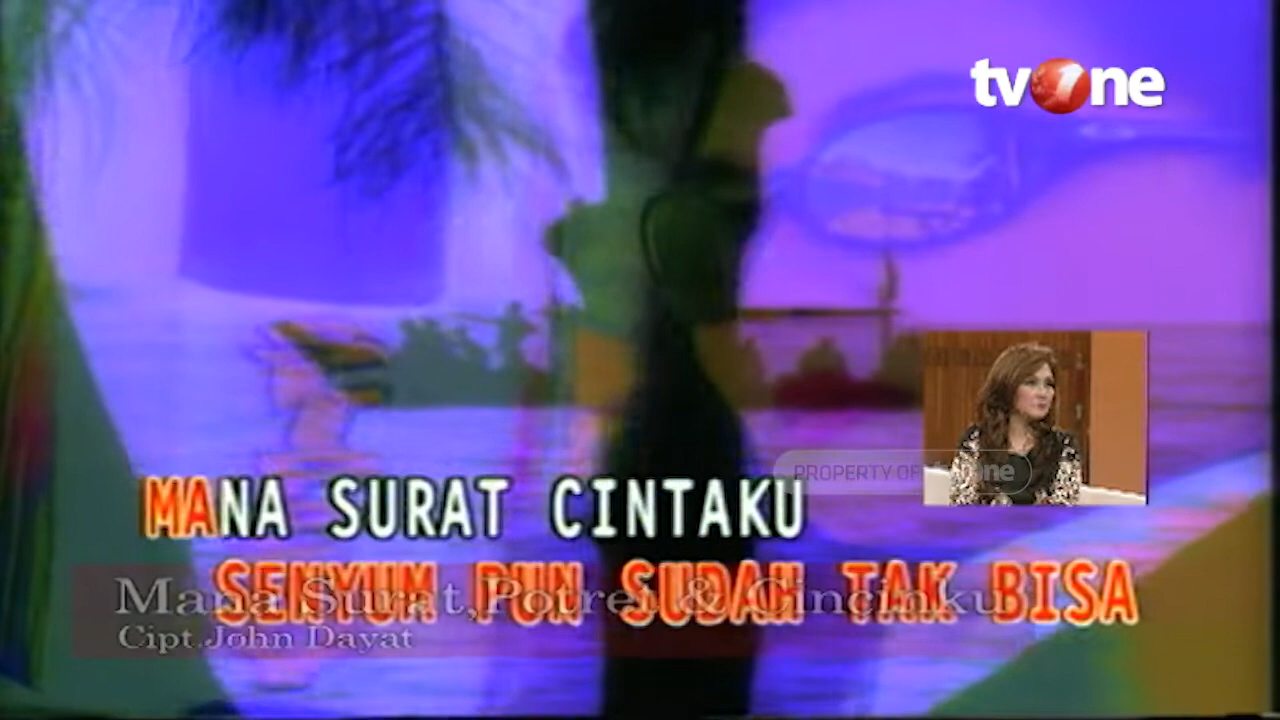 tvOne
PROPERTY OF tvOne
MANA SURAT CINTAKU
SENYUM PUN SUDAH TAK BISA
Mana Surat,Potret & Cincinku
Cipt.John Dayat